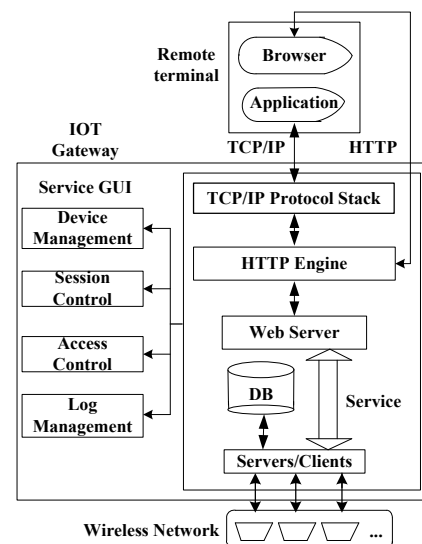 Remote
terminal
Browser
Application
IOT
Gateway
TCP/IP
HTTP
Service GUI
Device
Management
Session
Control
Access
Control
Log
Management
TCP/IP Protocol Stack
HTTP Engine
Web Server
DB
Service
Servers/Clients
Wireless Network
...